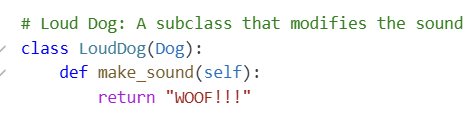 # Loud Dog: A subclass that modifies the sound
class LoudDog(Dog):
    def make_sound(self):
        return "WOOF!!!"